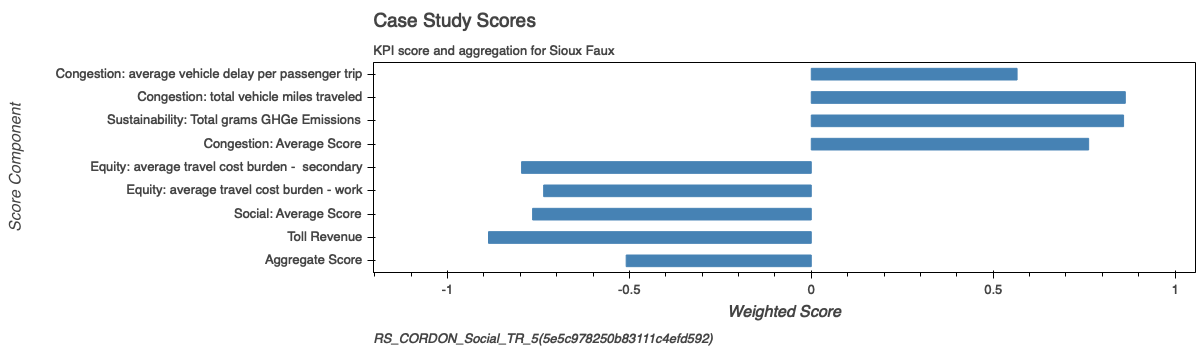 Case Study Scores
KPI score and aggregation for Sioux Faux
Score Component
Congestion: average vehicle delay per passenger trip
Congestion: total vehicle miles traveled
Sustainability: Total grams GHGe Emissions
Congestion: Average Score
Equity: average travel cost burden -  secondary
Equity: average travel cost burden - work
Social: Average Score
Toll Revenue
Aggregate Score
-1 -0.5 0 0.5 1
Weighted Score
RS_CORDON_Social_TR_5(5e5c978250b83111c4efd592)